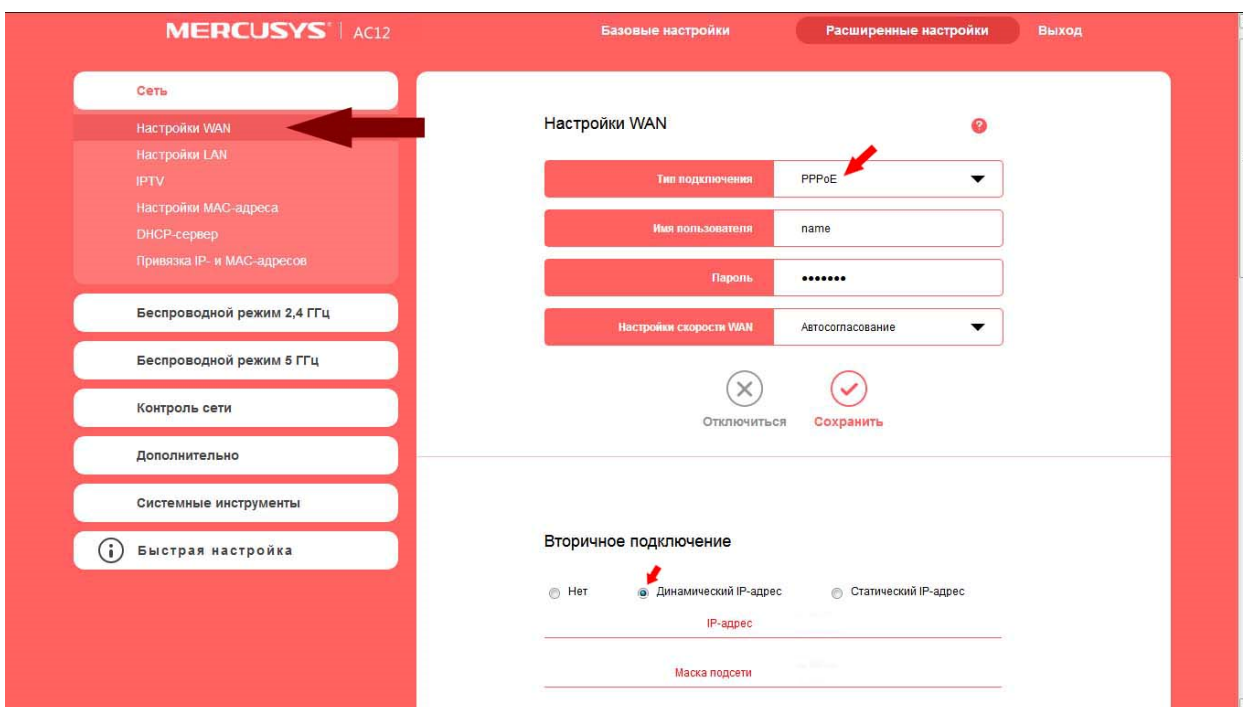 MERCUSYS® | AC12
Базовые настройки
Расширенные настройки
Выход
Сеть
Настройки WAN
Настройки LAN
IPTV
Настройки MAC-адреса
DHCP-сервер
Привязка IP- и MAC-адресов
Беспроводной режим 2,4 ГГц
Беспроводной режим 5 ГГц
Контроль сети
Дополнительно
Системные инструменты
Быстрая настройка
Настройки WAN
?
Тип подключения PPPoE
Имя пользователя name
Пароль •••••••
Настройки скорости WAN Автосогласование
Отключиться Сохранить
Вторичное подключение
Нет Динамический IP-адрес Статический IP-адрес
IP-адрес
Маска подсети